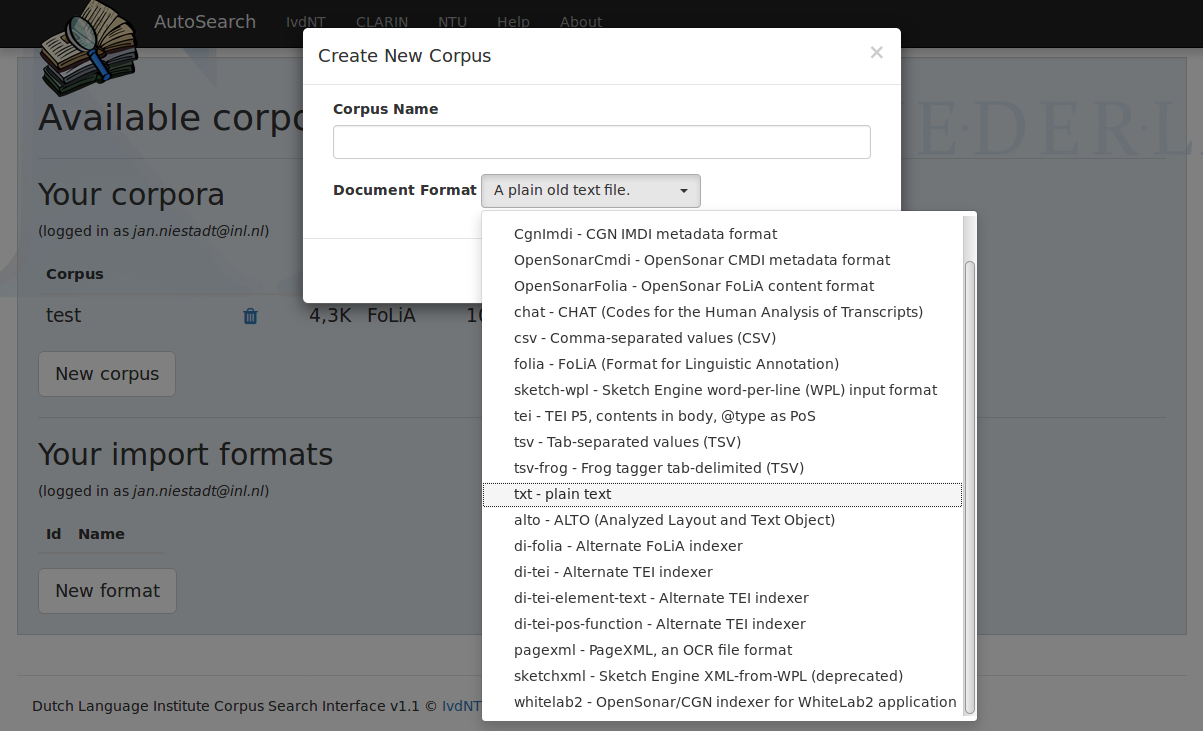 AutoSearch IvdNT CLARIN NTU Help About
Create New Corpus ×
Available corpo
EDERL
Corpus Name
Your corpora
Document Format A plain old text file.
(logged in as jan.niestadt@inl.nl)
Corpus
test 4,3K FoLiA
New corpus
Your import formats
(logged in as jan.niestadt@inl.nl)
Id Name
New format
CgnImdi - CGN IMDI metadata format
OpenSonarCmdi - OpenSonar CMDI metadata format
OpenSonarFolia - OpenSonar FoLiA content format
chat - CHAT (Codes for the Human Analysis of Transcripts)
csv - Comma-separated values (CSV)
folia - FoLiA (Format for Linguistic Annotation)
sketch-wpl - Sketch Engine word-per-line (WPL) input format
tei - TEI P5, contents in body, @type as PoS
tsv - Tab-separated values (TSV)
tsv-frog - Frog tagger tab-delimited (TSV)
txt - plain text
alto - ALTO (Analyzed Layout and Text Object)
di-folia - Alternate FoLiA indexer
di-tei - Alternate TEI indexer
di-tei-element-text - Alternate TEI indexer
di-tei-pos-function - Alternate TEI indexer
pagexml - PageXML, an OCR file format
sketchxml - Sketch Engine XML-from-WPL (deprecated)
whitelab2 - OpenSonar/CGN indexer for WhiteLab2 application
Dutch Language Institute Corpus Search Interface v1.1 © IvdNT